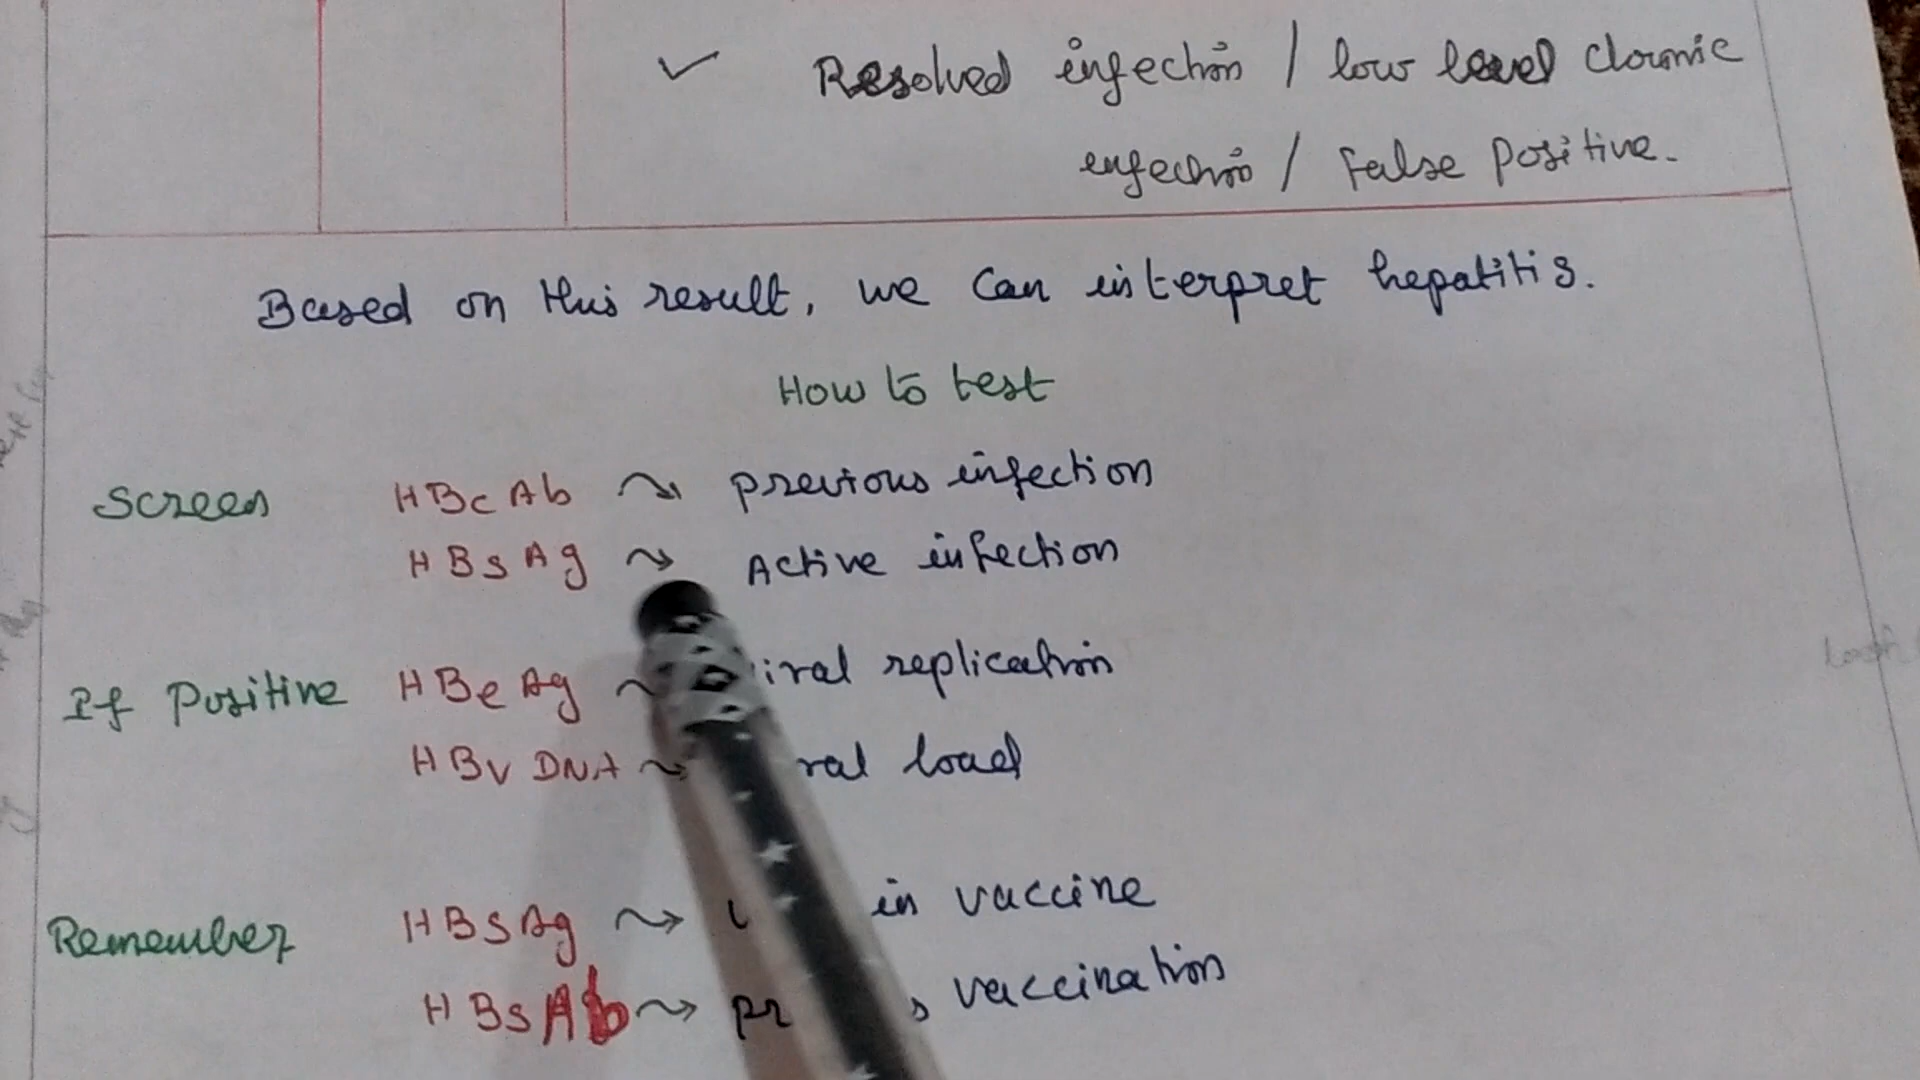 ✓ Resolved infection / low level chronic
infection / False Positive.
Based on this result, we can interpret hepatitis.
How to test
Screen HBcAb ⤳ previous infection
HBsAg ⤳ Active infection
If Positive HBeAg ⤳ iral replication
HBv DNA ⤳ ral load
Remember HBsAg ⤳ in vaccine
HBsAb ⤳ vaccination